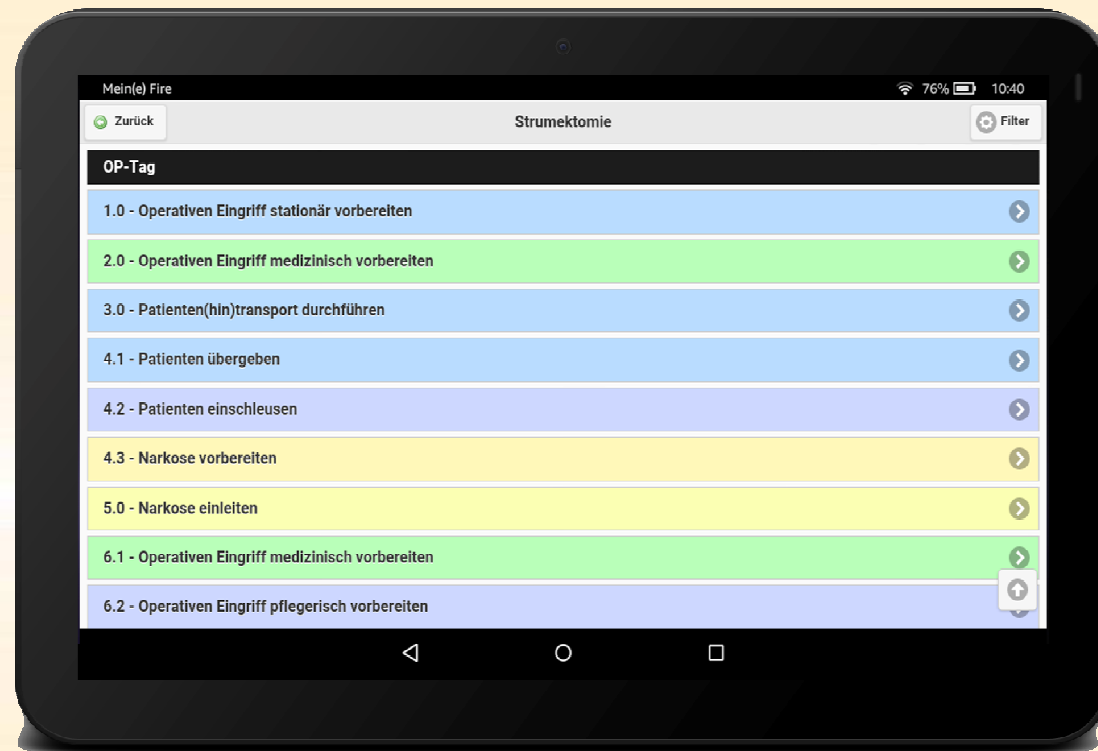 Mein(e) Fire 76% 10:40
Zurück Strumektomie Filter
OP-Tag
1.0 - Operativen Eingriff stationär vorbereiten
2.0 - Operativen Eingriff medizinisch vorbereiten
3.0 - Patienten(hin)transport durchführen
4.1 - Patienten übergeben
4.2 - Patienten einschleusen
4.3 - Narkose vorbereiten
5.0 - Narkose einleiten
6.1 - Operativen Eingriff medizinisch vorbereiten
6.2 - Operativen Eingriff pflegerisch vorbereiten